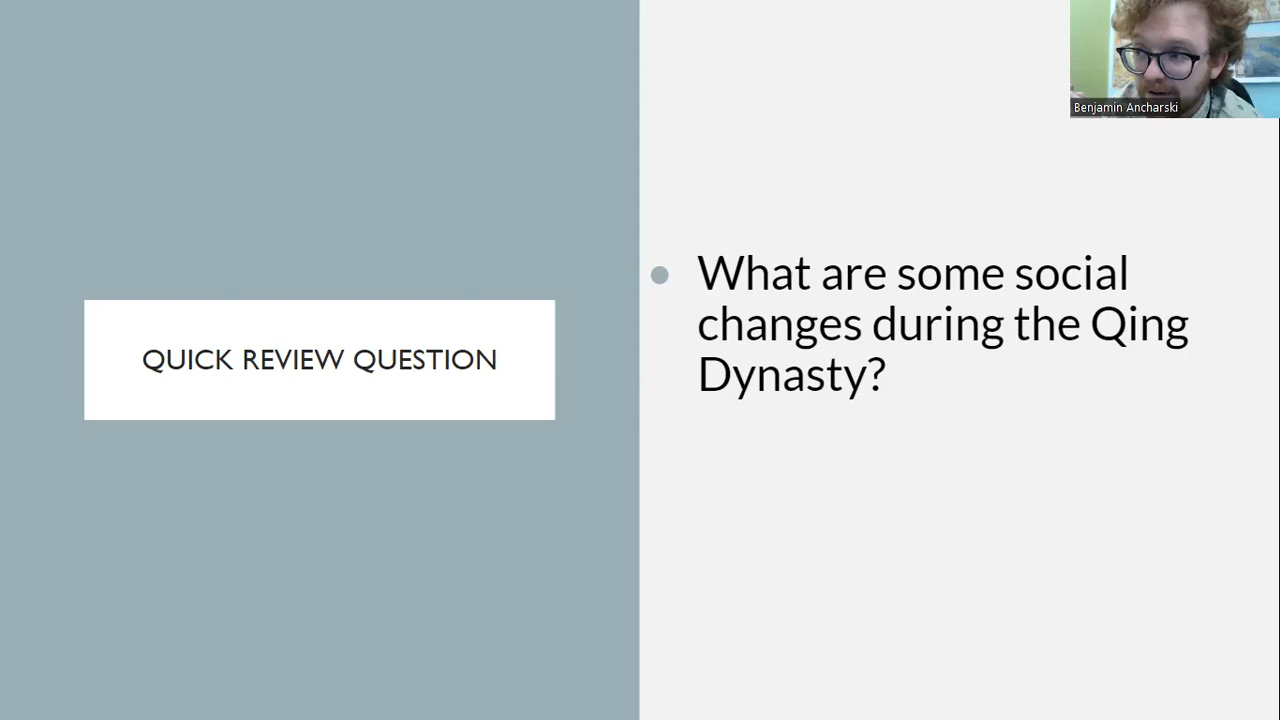 Benjamin Ancharski
QUICK REVIEW QUESTION
What are some social
changes during the Qing
Dynasty?